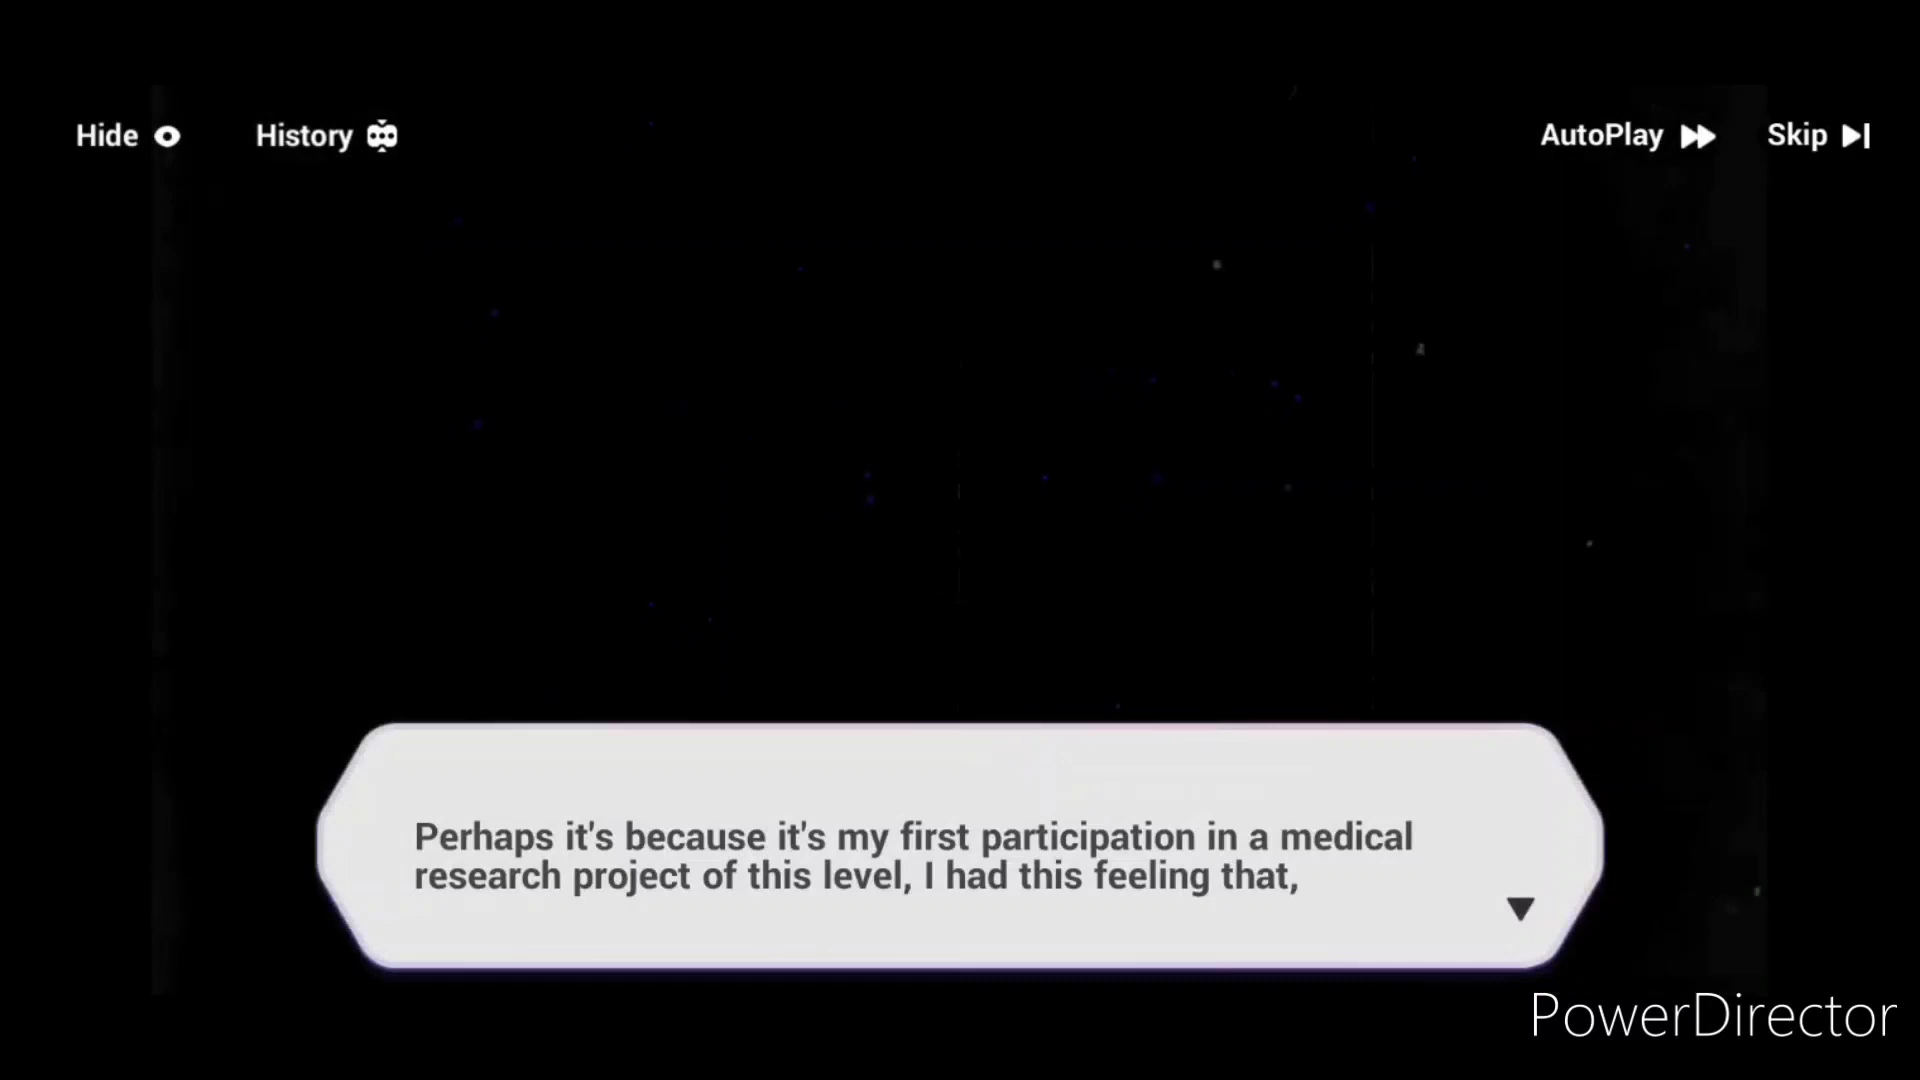 Hide
History
AutoPlay
Skip
Perhaps it's because it's my first participation in a medical
research project of this level, I had this feeling that,
PowerDirector